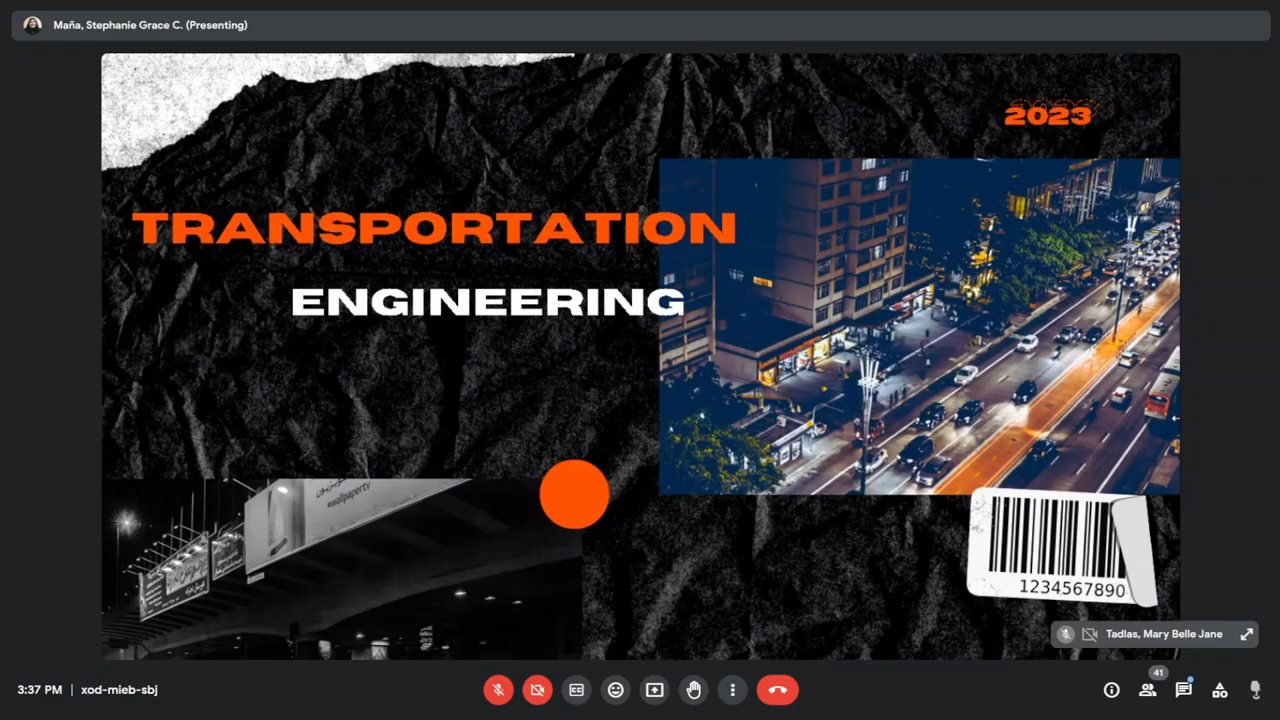 Maña, Stephanie Grace C. (Presenting)
2023
TRANSPORTATION
ENGINEERING
#wallpapertv
1234567890
Tadlas, Mary Belle Jane
41
3:37 PM | xod-mieb-sbj
CC